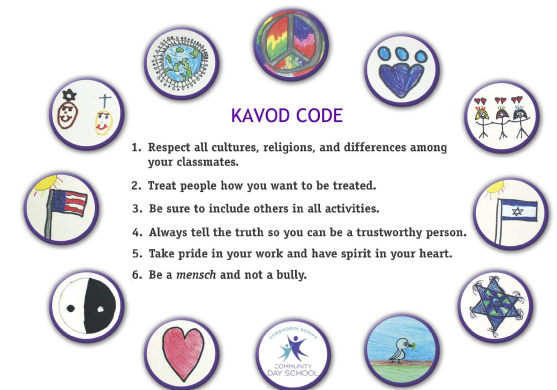 KAVOD CODE
1. Respect all cultures, religions, and differences among
your classmates.
2. Treat people how you want to be treated.
3. Be sure to include others in all activities.
4. Always tell the truth so you can be a trustworthy person.
5. Take pride in your work and have spirit in your heart.
6. Be a mensch and not a bully.
HERSHORIN SCHIFF
COMMUNITY
DAY SCHOOL